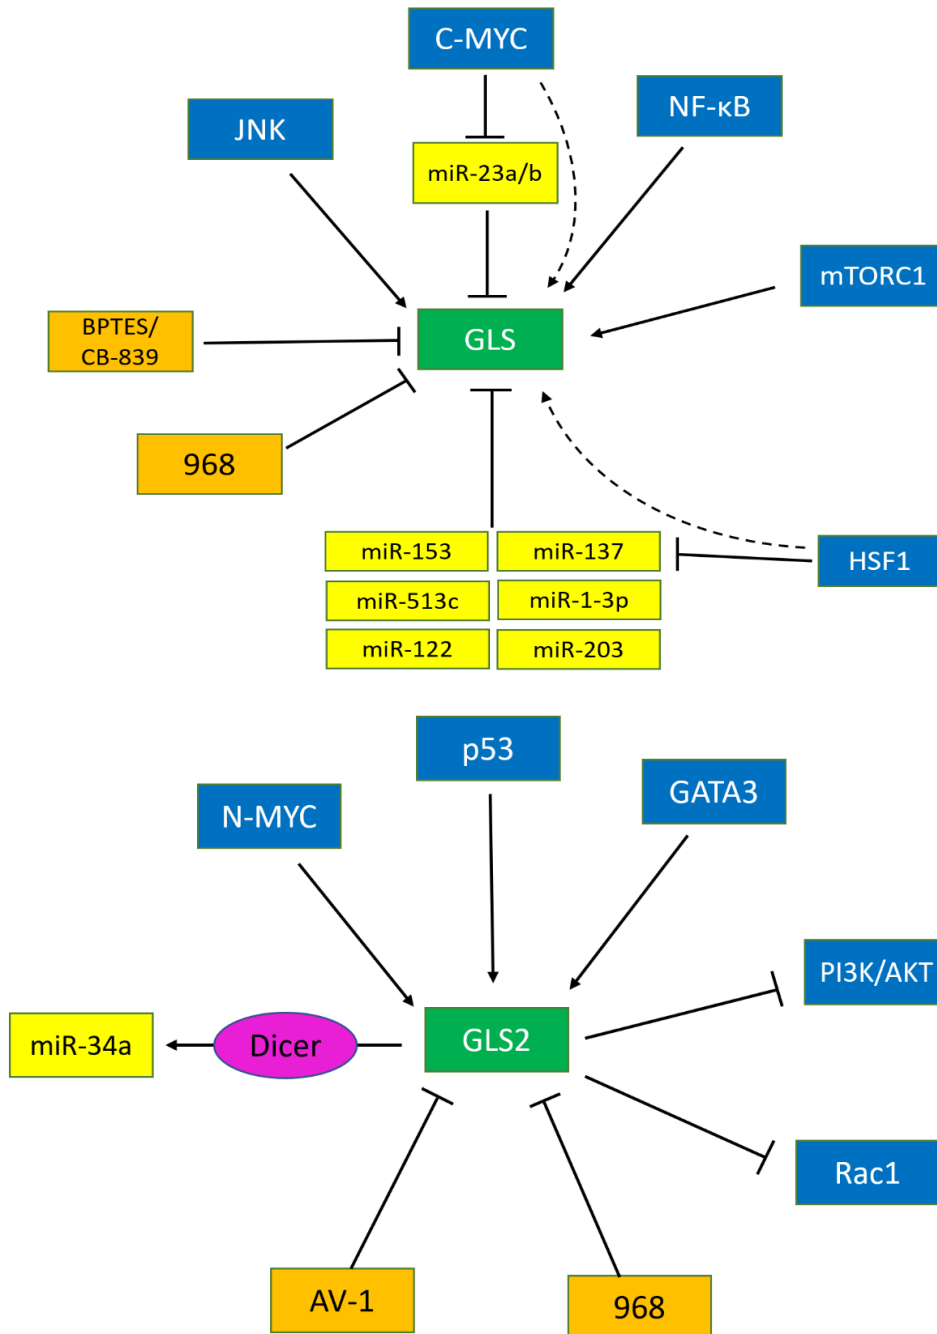 C-MYC
NF-κB
JNK
miR-23a/b
mTORC1
BPTES/
CB-839
GLS
968
miR-153
miR-137
HSF1
miR-513c
miR-1-3p
miR-122
miR-203
p53
GATA3
N-MYC
PI3K/AKT
miR-34a
Dicer
GLS2
Rac1
AV-1
968